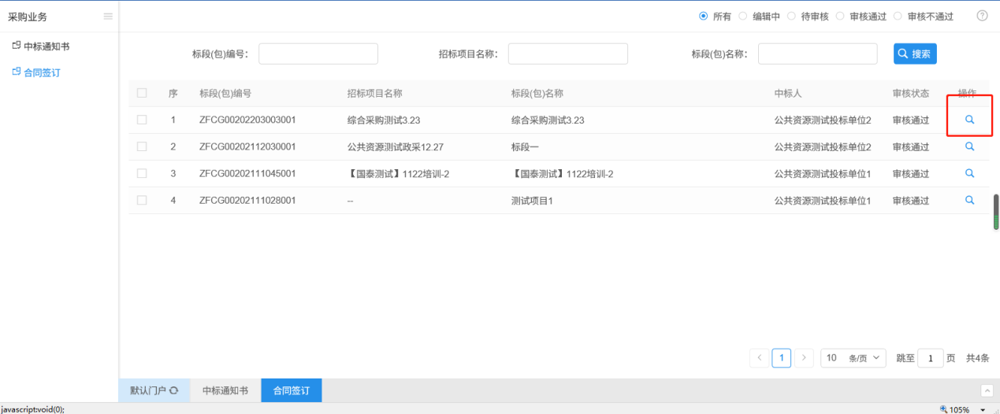 采购业务
所有 编辑中 待审核 审核通过 审核不通过
中标通知书
合同签订
标段(包)编号： 招标项目名称： 标段(包)名称： 搜索
序 标段(包)编号 招标项目名称 标段(包)名称 中标人 审核状态 操作
1 ZFCG00202203003001 综合采购测试3.23 综合采购测试3.23 公共资源测试投标单位2 审核通过
2 ZFCG00202112030001 公共资源测试政采12.27 标段一 公共资源测试投标单位2 审核通过
3 ZFCG00202111045001 【国泰测试】1122培训-2 【国泰测试】1122培训-2 公共资源测试投标单位1 审核通过
4 ZFCG00202111028001 -- 测试项目1 公共资源测试投标单位1 审核通过
1 10 条/页 跳至 1 页 共4条
默认门户 中标通知书 合同签订
javascript:void(0); 105%